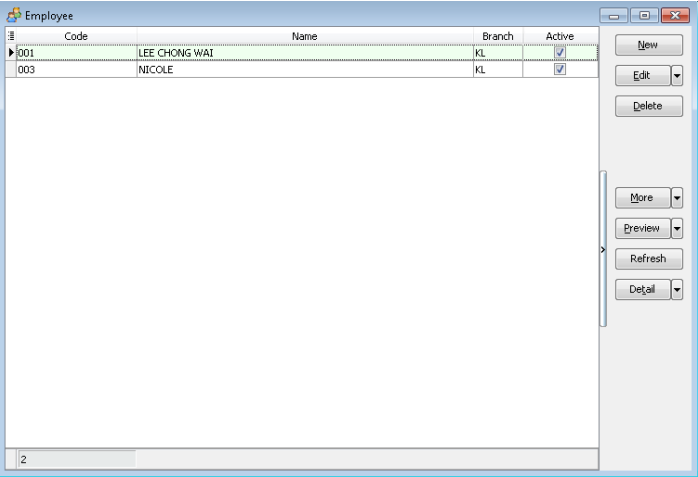 Employee
Code Name Branch Active
001 LEE CHONG WAI KL
003 NICOLE KL
2
New
Edit
Delete
More
Preview
Refresh
Detail